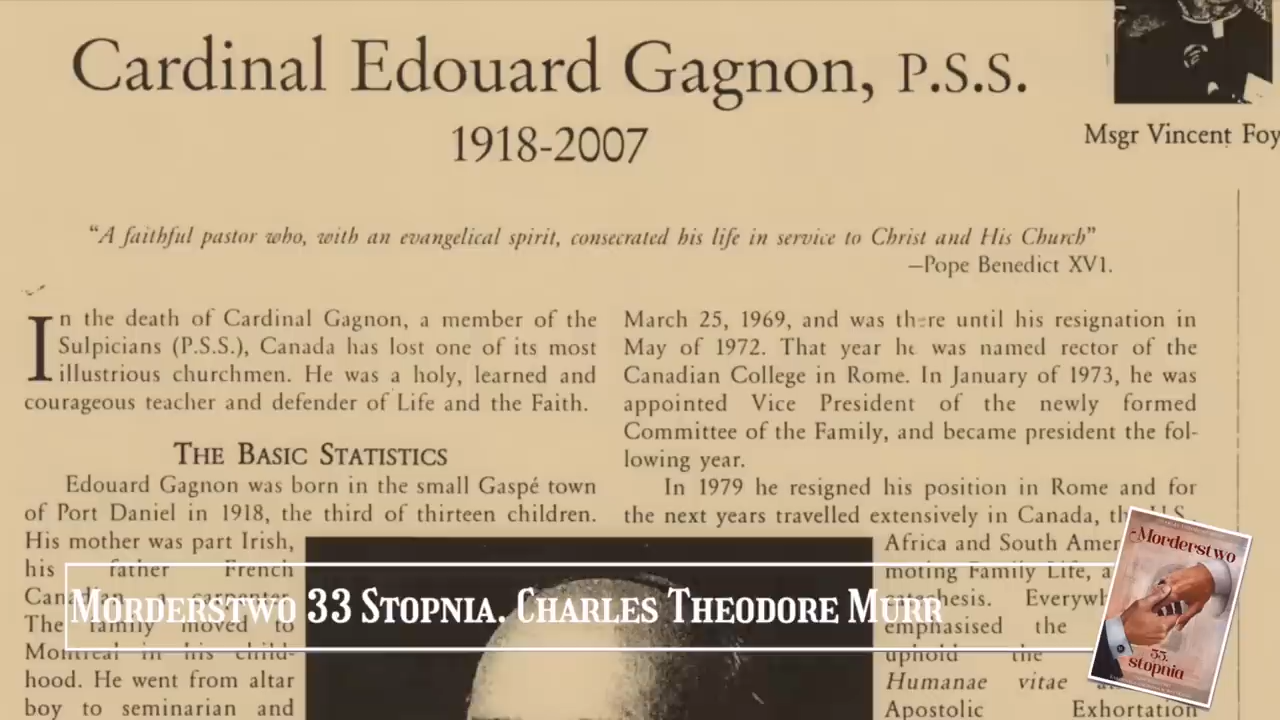 Cardinal Edouard Gagnon, P.S.S.
1918-2007
Msgr Vincent Foy
"A faithful pastor who, with an evangelical spirit, consecrated his life in service to Christ and His Church"
—Pope Benedict XV1.
In the death of Cardinal Gagnon, a member of the
Sulpicians (P.S.S.), Canada has lost one of its most
illustrious churchmen. He was a holy, learned and
courageous teacher and defender of Life and the Faith.
THE BASIC STATISTICS
Edouard Gagnon was born in the small Gaspé town
of Port Daniel in 1918, the third of thirteen children.
His mother was part Irish,
his father French
Canadian a carpenter
The family moved to
Montreal in his child-
hood. He went from altar
boy to seminarian and
March 25, 1969, and was there until his resignation in
May of 1972. That year he was named rector of the
Canadian College in Rome. In January of 1973, he was
appointed Vice President of the newly formed
Committee of the Family, and became president the fol-
lowing year.
In 1979 he resigned his position in Rome and for
the next years travelled extensively in Canada, the U.S.,
Africa and South Amer
moting Family Life, a
Everywh
emphasised the
uphold the
Humanae vitae
Apostolic Exhortation
MORDERSTWO 33 STOPNIA. CHARLES THEODORE MURR
Morderstwo
33.
stopnia